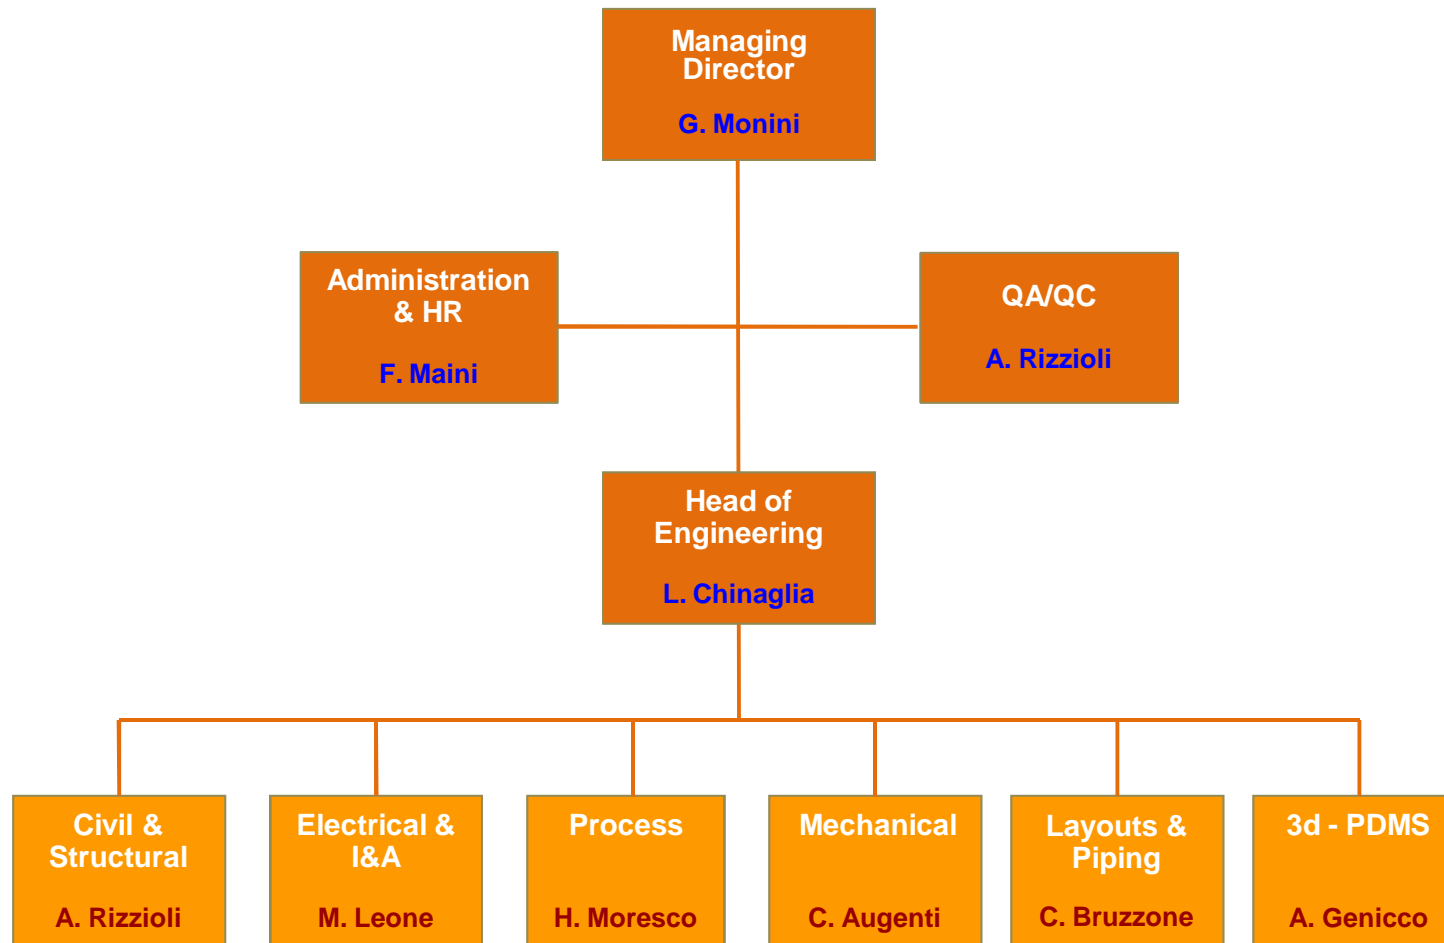 Managing
Director
G. Monini
Administration
& HR
F. Maini
QA/QC
A. Rizzioli
Head of
Engineering
L. Chinaglia
Civil &
Structural
A. Rizzioli
Electrical &
I&A
M. Leone
Process
H. Moresco
Mechanical
C. Augenti
Layouts &
Piping
C. Bruzzone
3d - PDMS
A. Genicco